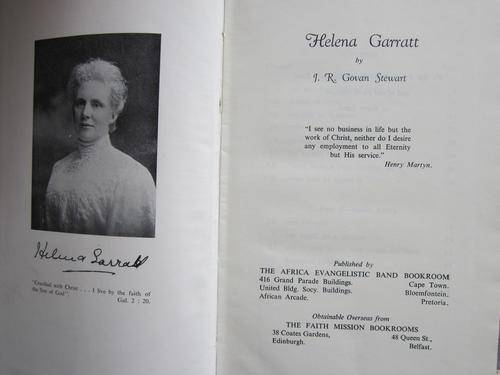 Helena Garratt
"Crucified with Christ . . . I live by the faith of
the Son of God".
Gal. 2 : 20.
Helena Garratt
by
J. R. Govan Stewart
"I see no business in life but the
work of Christ, neither do I desire
any employment to all Eternity
but His service."
Henry Martyn.
Published by
THE AFRICA EVANGELISTIC BAND BOOKROOM
416 Grand Parade Buildings. Cape Town.
United Bldg. Socy. Buildings. Bloemfontein.
African Arcade. Pretoria.
Obtainable Overseas from
THE FAITH MISSION BOOKROOMS
38 Coates Gardens, 48 Queen St.,
Edinburgh. Belfast.